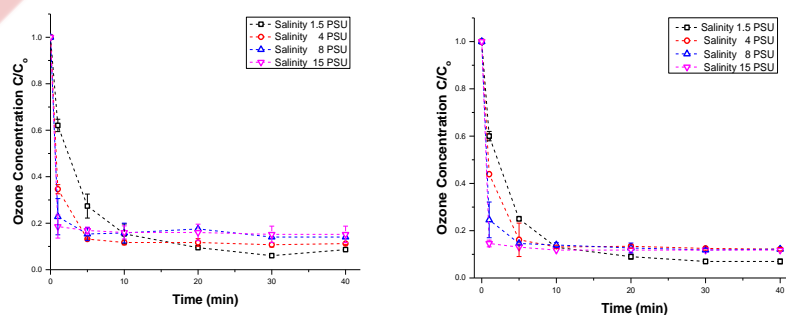 Salinity 1.5 PSU
Salinity 4 PSU
Salinity 8 PSU
Salinity 15 PSU
1.0
0.8
0.6
0.4
0.2
0.0
Ozone Concentration C/Co
0 10 20 30 40
Time (min)
Salinity 1.5 PSU
Salinity 4 PSU
Salinity 8 PSU
Salinity 15 PSU
1.0
0.8
0.6
0.4
0.2
0.0
Ozone Concentration C/Co
0 10 20 30 40
Time (min)